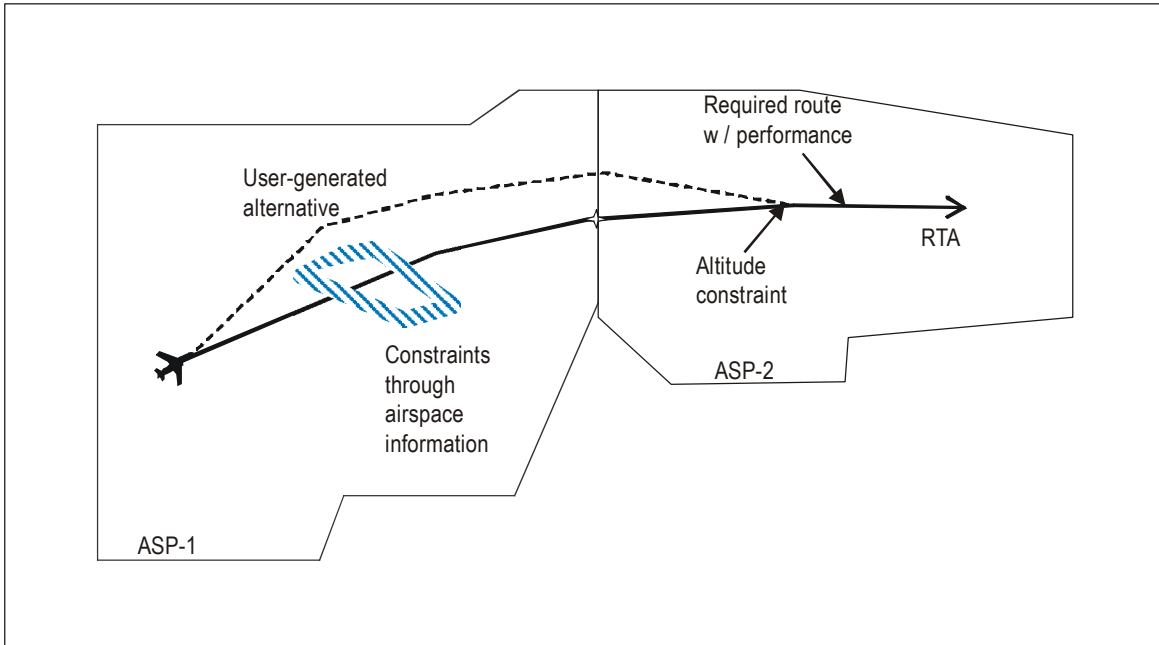 Required route
w / performance
User-generated
alternative
RTA
Altitude
constraint
Constraints
through
airspace
information
ASP-2
ASP-1